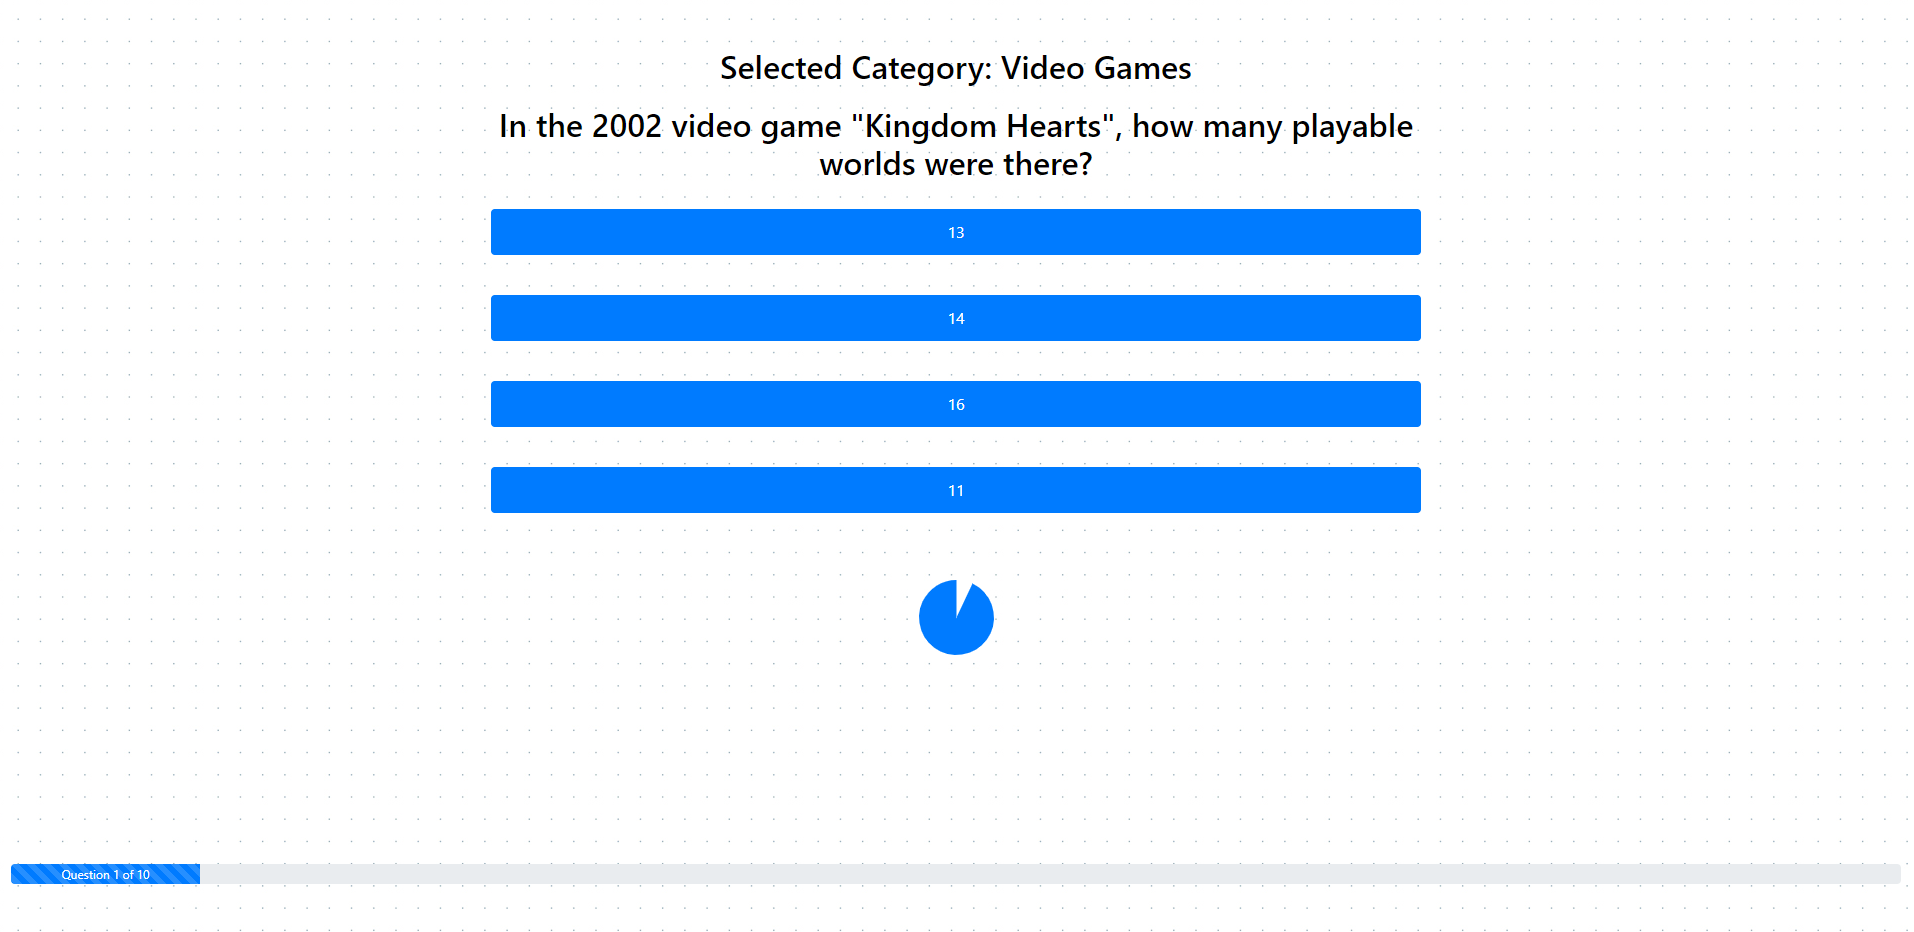 Selected Category: Video Games
In the 2002 video game "Kingdom Hearts", how many playable
worlds were there?
13
14
16
11
Question 1 of 10